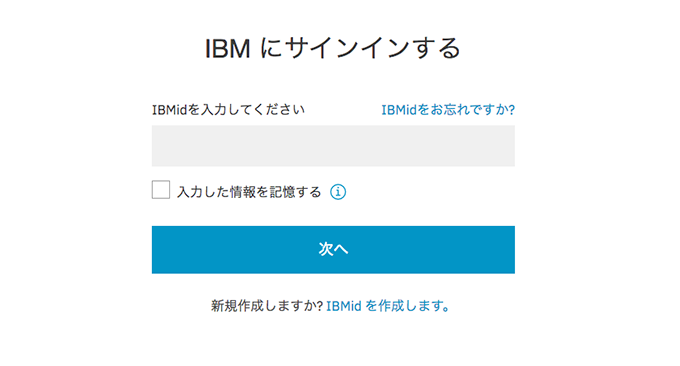 IBM にサインインする
IBMidを入力してください IBMidをお忘れですか?
入力した情報を記憶する
次へ
新規作成しますか? IBMid を作成します。